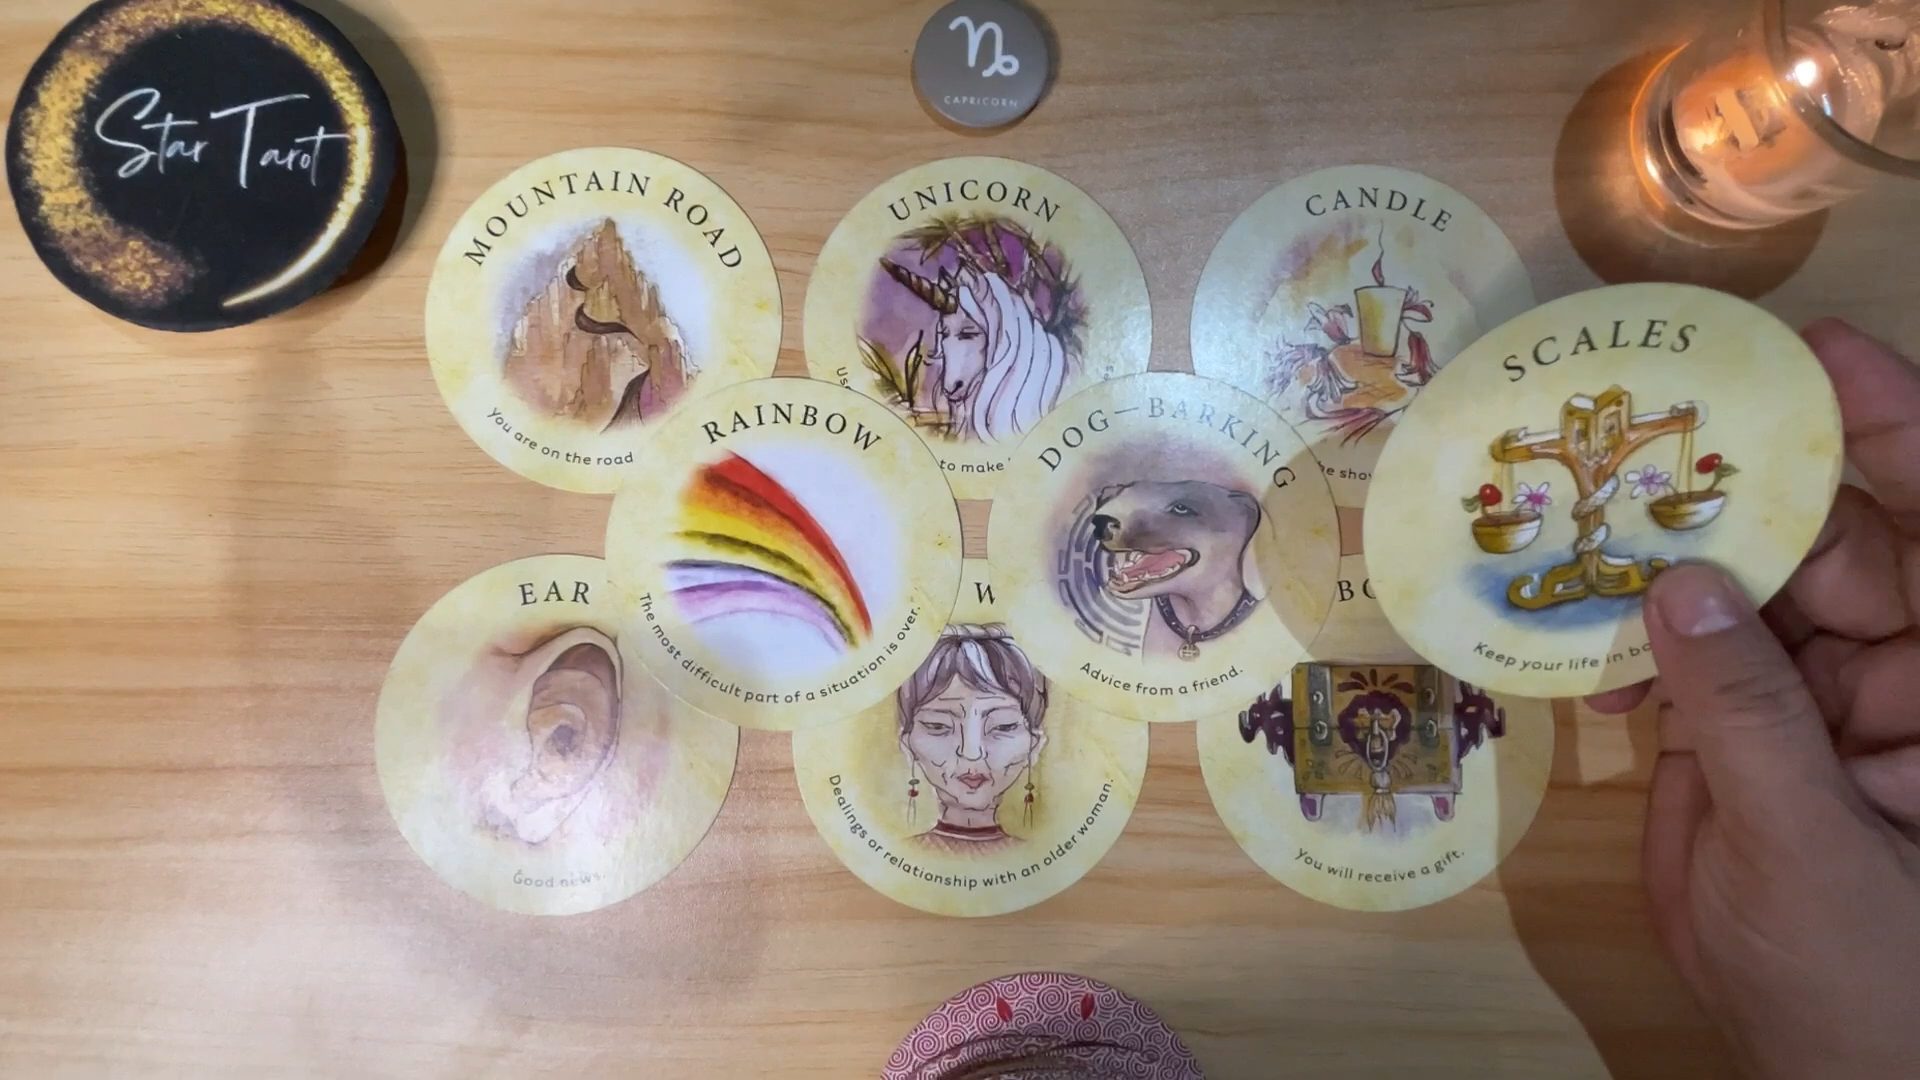 Star Tarot
CAPRICORN
MOUNTAIN ROAD
You are on the road
UNICORN
to make
CANDLE
SCALES
Keep your life in
RAINBOW
The most difficult part of a situation is over.
DOG—BARKING
Advice from a friend.
EAR
Good news.
Dealings or relationship with an older woman.
You will receive a gift.